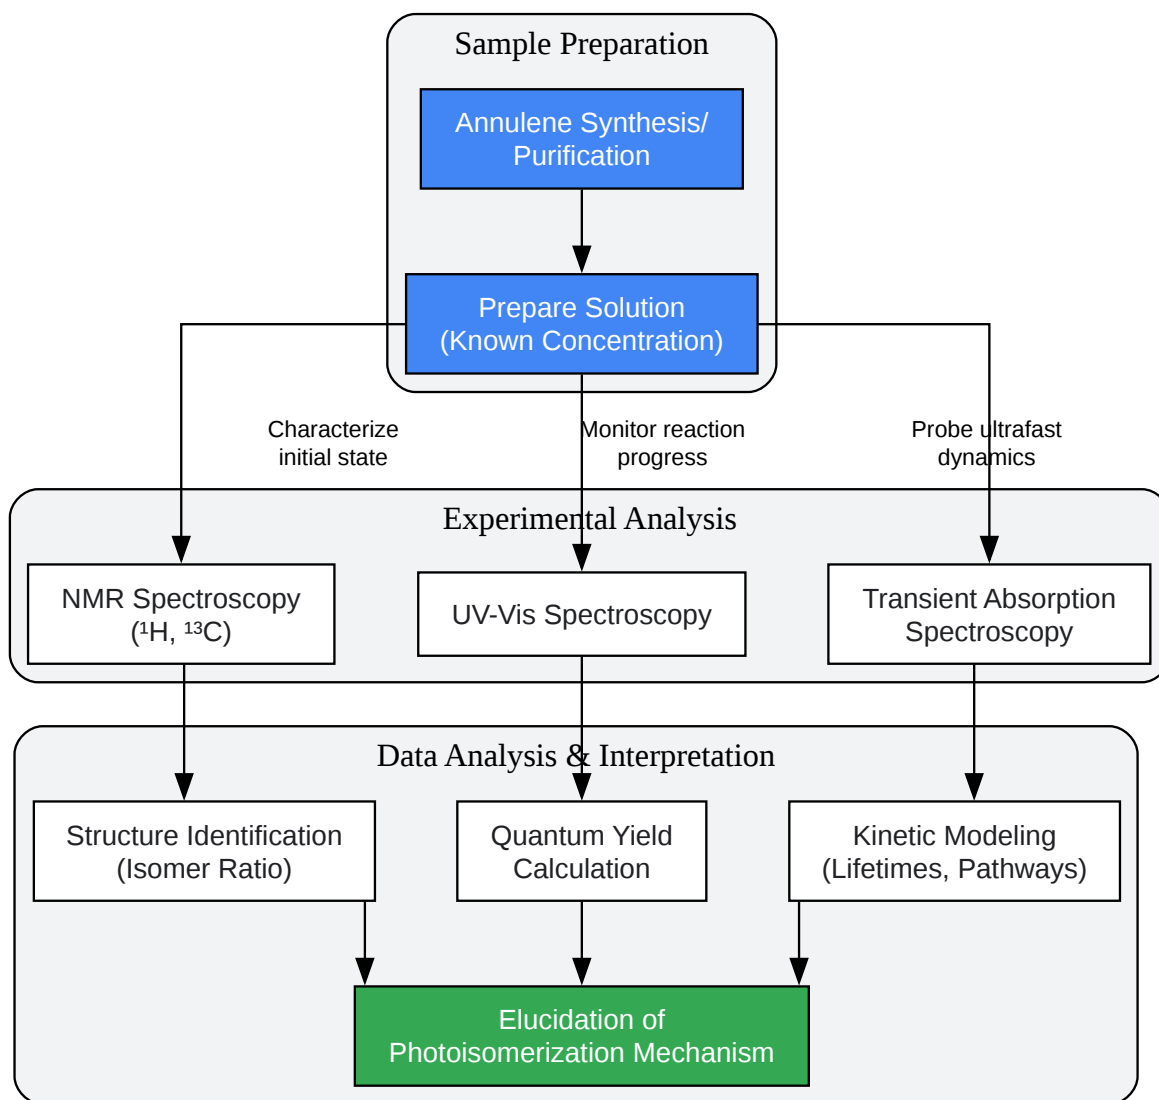 Sample Preparation
Annulene Synthesis/
Purification
Prepare Solution
(Known Concentration)
Characterize
initial state
Monitor reaction
progress
Probe ultrafast
dynamics
Experimental Analysis
NMR Spectroscopy
(¹H, ¹³C)
UV-Vis Spectroscopy
Transient Absorption
Spectroscopy
Data Analysis & Interpretation
Structure Identification
(Isomer Ratio)
Quantum Yield
Calculation
Kinetic Modeling
(Lifetimes, Pathways)
Elucidation of
Photoisomerization Mechanism